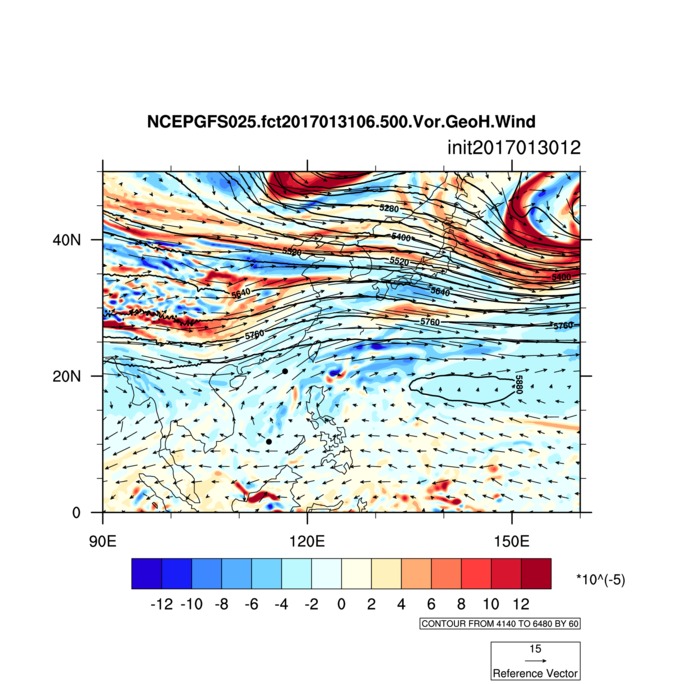 NCEPGFS025.fct2017013106.500.Vor.GeoH.Wind
init2017013012
5280
5400
40N
5520
5520
5400
5640
5640
5760
5760
5760
20N
5880
0
90E 120E 150E
-12 -10 -8 -6 -4 -2 0 2 4 6 8 10 12
*10^(-5)
CONTOUR FROM 4140 TO 6480 BY 60
15
Reference Vector